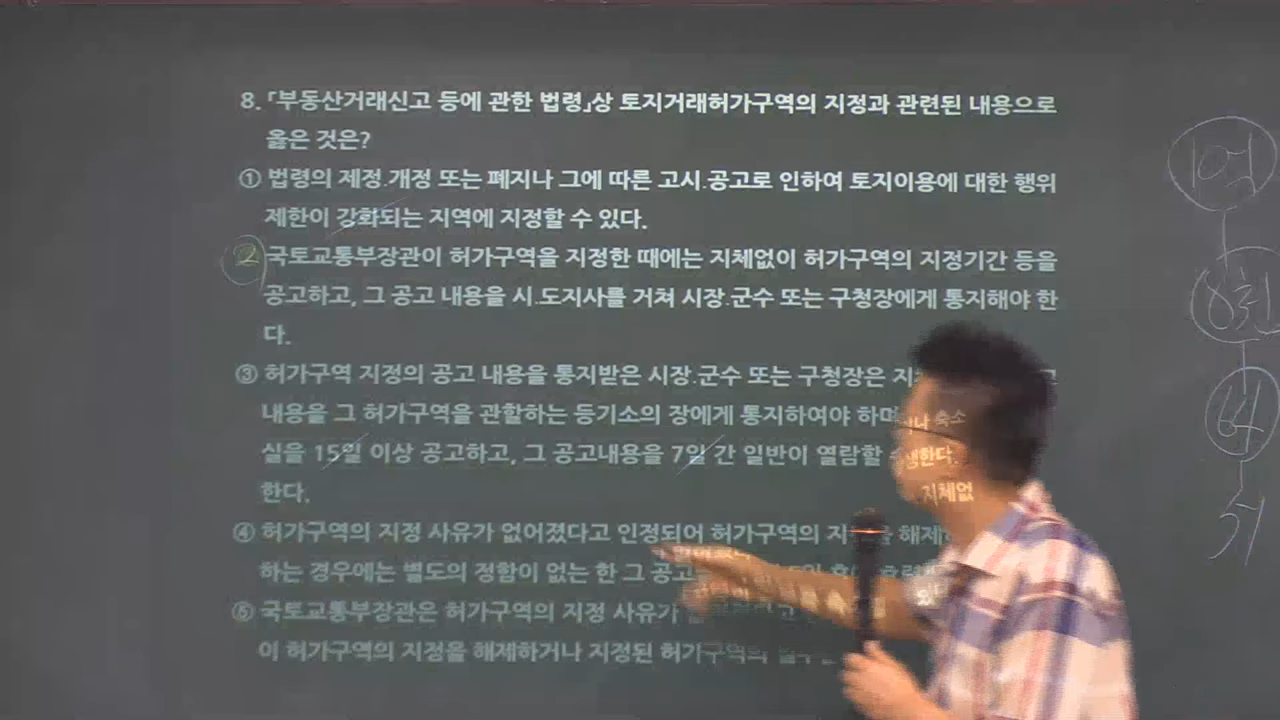 8. 「부동산거래신고 등에 관한 법령」상 토지거래허가구역의 지정과 관련된 내용으로
옳은 것은?
① 법령의 제정.개정 또는 폐지나 그에 따른 고시.공고로 인하여 토지이용에 대한 행위
제한이 강화되는 지역에 지정할 수 있다.
② 국토교통부장관이 허가구역을 지정한 때에는 지체없이 허가구역의 지정기간 등을
공고하고, 그 공고 내용을 시.도지사를 거쳐 시장.군수 또는 구청장에게 통지해야 한
다.
③ 허가구역 지정의 공고 내용을 통지받은 시장.군수 또는 구청장은
내용을 그 허가구역을 관할하는 등기소의 장에게 통지하여야 하며
실을 15일 이상 공고하고, 그 공고내용을 7일 간 일반이 열람할
한다.
④ 허가구역의 지정 사유가 없어졌다고 인정되어 허가구역의
하는 경우에는 별도의 정함이 없는 한 그 공고
⑤ 국토교통부장관은 허가구역의 지정 사유가
이 허가구역의 지정을 해제하거나 지정된 허가구역의
1억